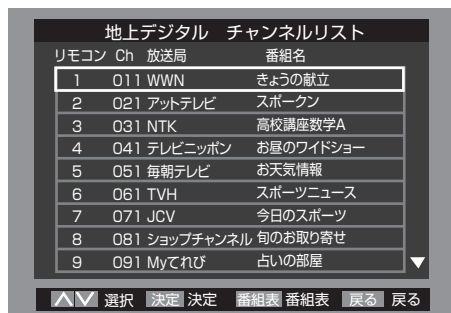 地上デジタル　チャンネルリスト
リモコン Ch 放送局 番組名
1 011 WWN きょうの献立
2 021 アットテレビ スポークン
3 031 NTK 高校講座数学A
4 041 テレビニッポン お昼のワイドショー
5 051 毎朝テレビ お天気情報
6 061 TVH スポーツニュース
7 071 JCV 今日のスポーツ
8 081 ショップチャンネル 旬のお取り寄せ
9 091 Myてれび 占いの部屋
選択 決定 決定 番組表 番組表 戻る 戻る